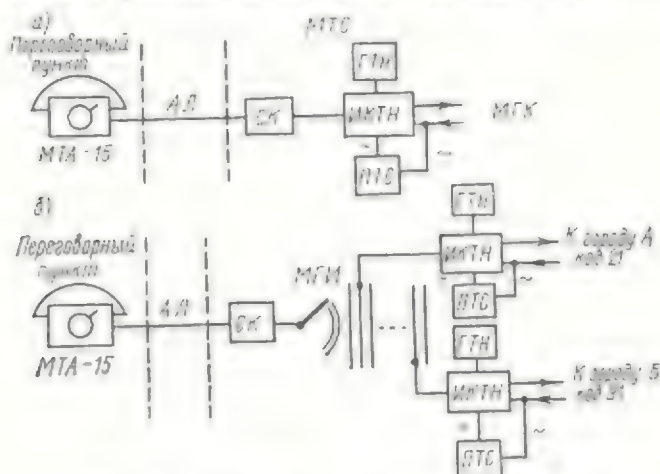 а)
Переговорный
пункт
МТА-15
АЛ
СК
МТС
ГТН
ИКТН
ПТС
~
МГК
б)
Переговорный
пункт
МТА-15
АЛ
СК
МГИ
ГТН
ИКТН
ПТС
~
К городу А
код 21
ГТН
ИКТН
ПТС
~
К городу Б
код 31